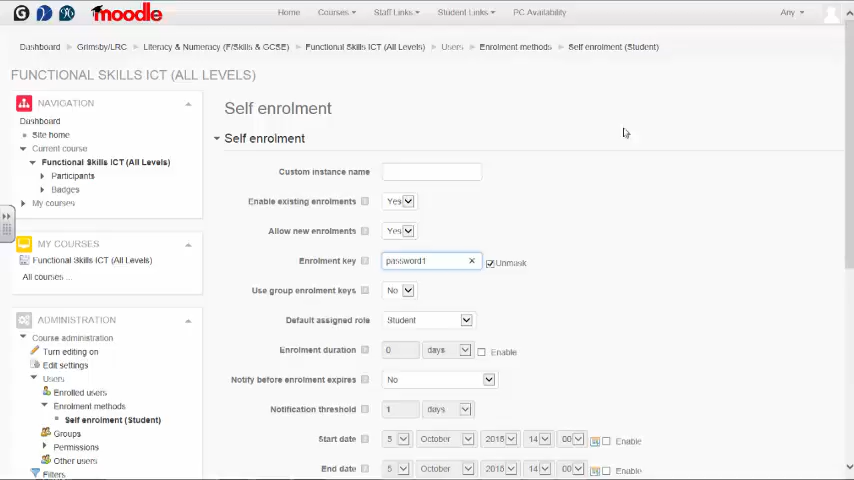 moodle
Home Courses Staff Links Student Links PC Availability Any
Dashboard Grimsby/LRC Literacy & Numeracy (F/Skills & GCSE) Functional Skills ICT (All Levels) Users Enrolment methods Self enrolment (Student)
FUNCTIONAL SKILLS ICT (ALL LEVELS)
NAVIGATION
Dashboard
Site home
Current course
Functional Skills ICT (All Levels)
Participants
Badges
My courses
MY COURSES
Functional Skills ICT (All Levels)
All courses ...
ADMINISTRATION
Course administration
Turn editing on
Edit settings
Users
Enrolled users
Enrolment methods
Self enrolment (Student)
Groups
Permissions
Other users
Filters
Self enrolment
Self enrolment
Custom instance name
Enable existing enrolments Yes
Allow new enrolments Yes
Enrolment key password1 × Unmask
Use group enrolment keys No
Default assigned role Student
Enrolment duration 0 days Enable
Notify before enrolment expires No
Notification threshold 1 days
Start date 5 October 2016 14 00 Enable
End date 5 October 2016 14 00 Enable